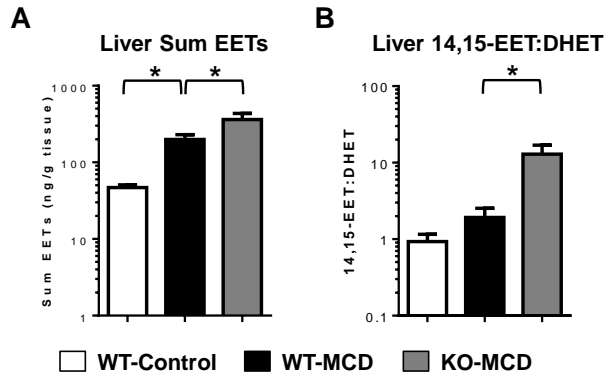 A
Liver Sum EETs
Sum EETs (ng/g tissue)
1000
100
10
1
*
*
B
Liver 14,15-EET:DHET
14,15-EET:DHET
100
10
1
0.1
*
WT-Control
WT-MCD
KO-MCD